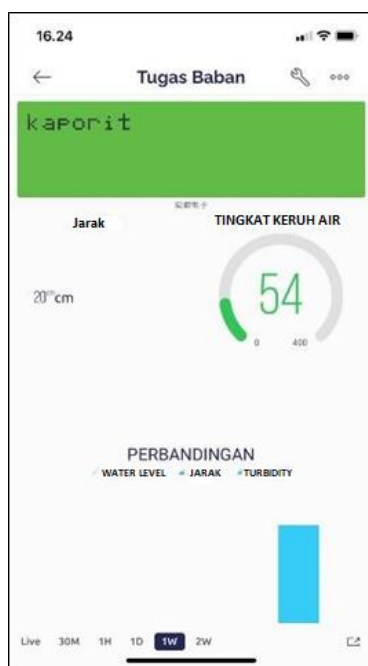 16.24
Tugas Baban
kaporit
Jarak
TINGKAT KERUH AIR
20cm cm
54
0 400
PERBANDINGAN
WATER LEVEL JARAK TURBIDITY
Live 30M 1H 1D 1W 2W